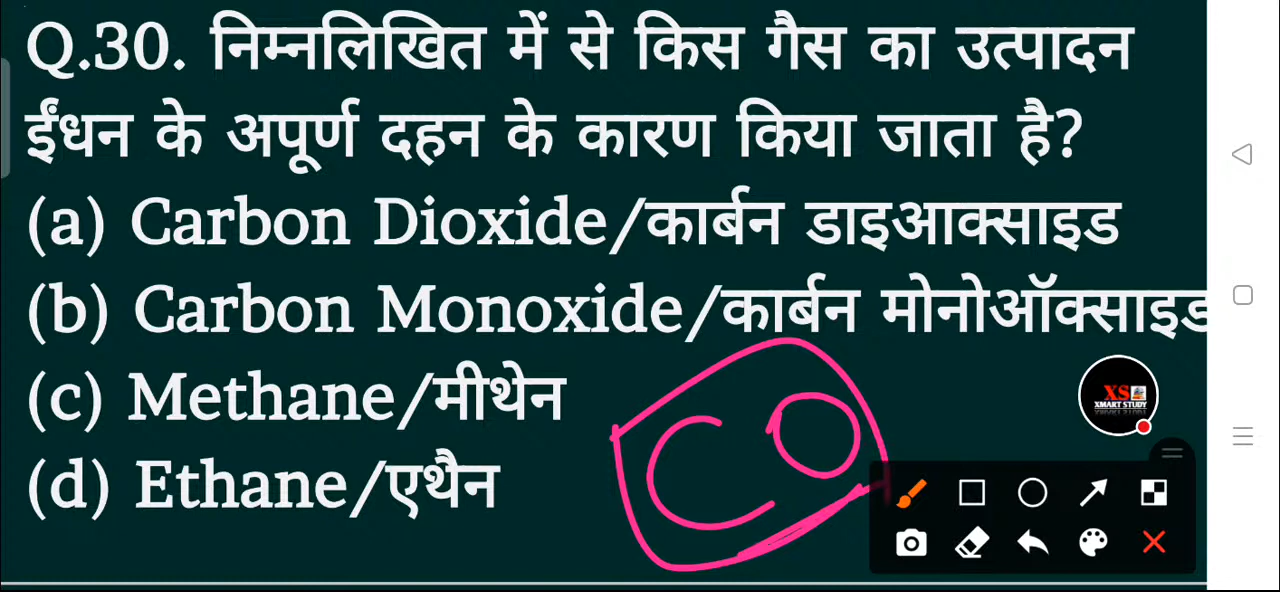 Q.30. निम्नलिखित में से किस गैस का उत्पादन
ईंधन के अपूर्ण दहन के कारण किया जाता है?
(a) Carbon Dioxide/कार्बन डाइआक्साइड
(b) Carbon Monoxide/कार्बन मोनोऑक्साइड
(c) Methane/मीथेन
(d) Ethane/एथैन
CO
XS
XMART STUDY